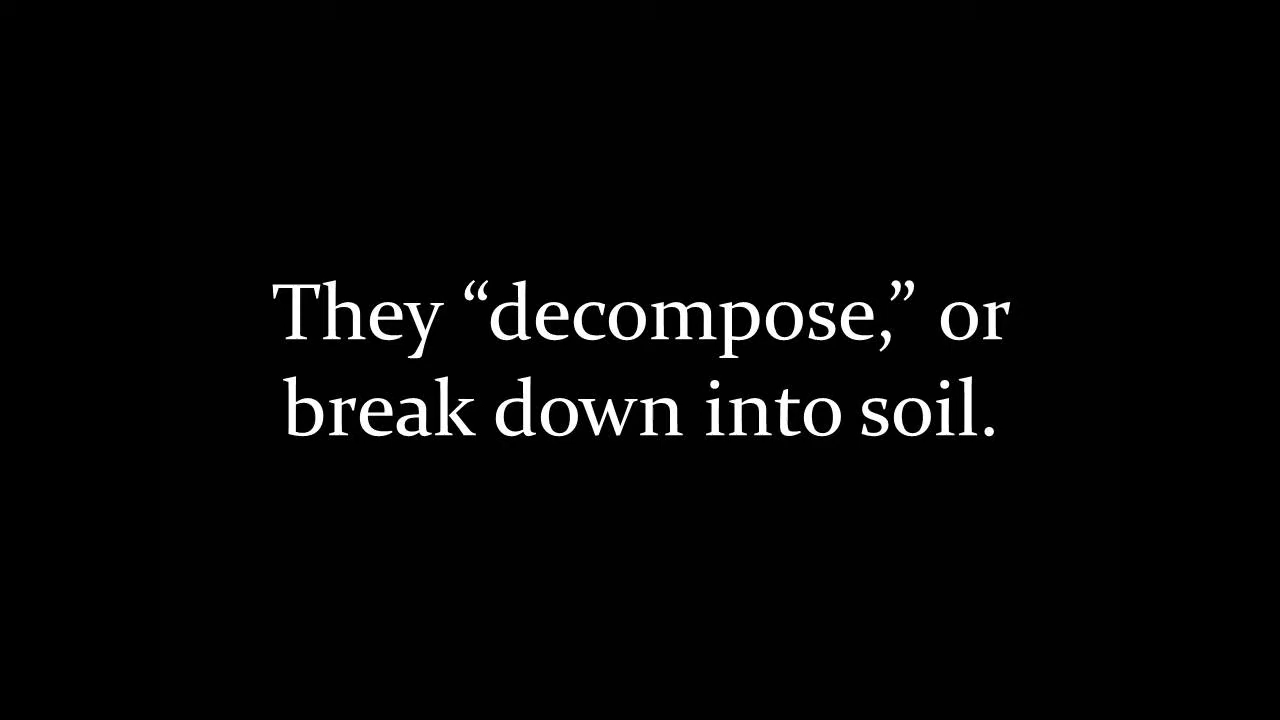 They “decompose,” or
break down into soil.